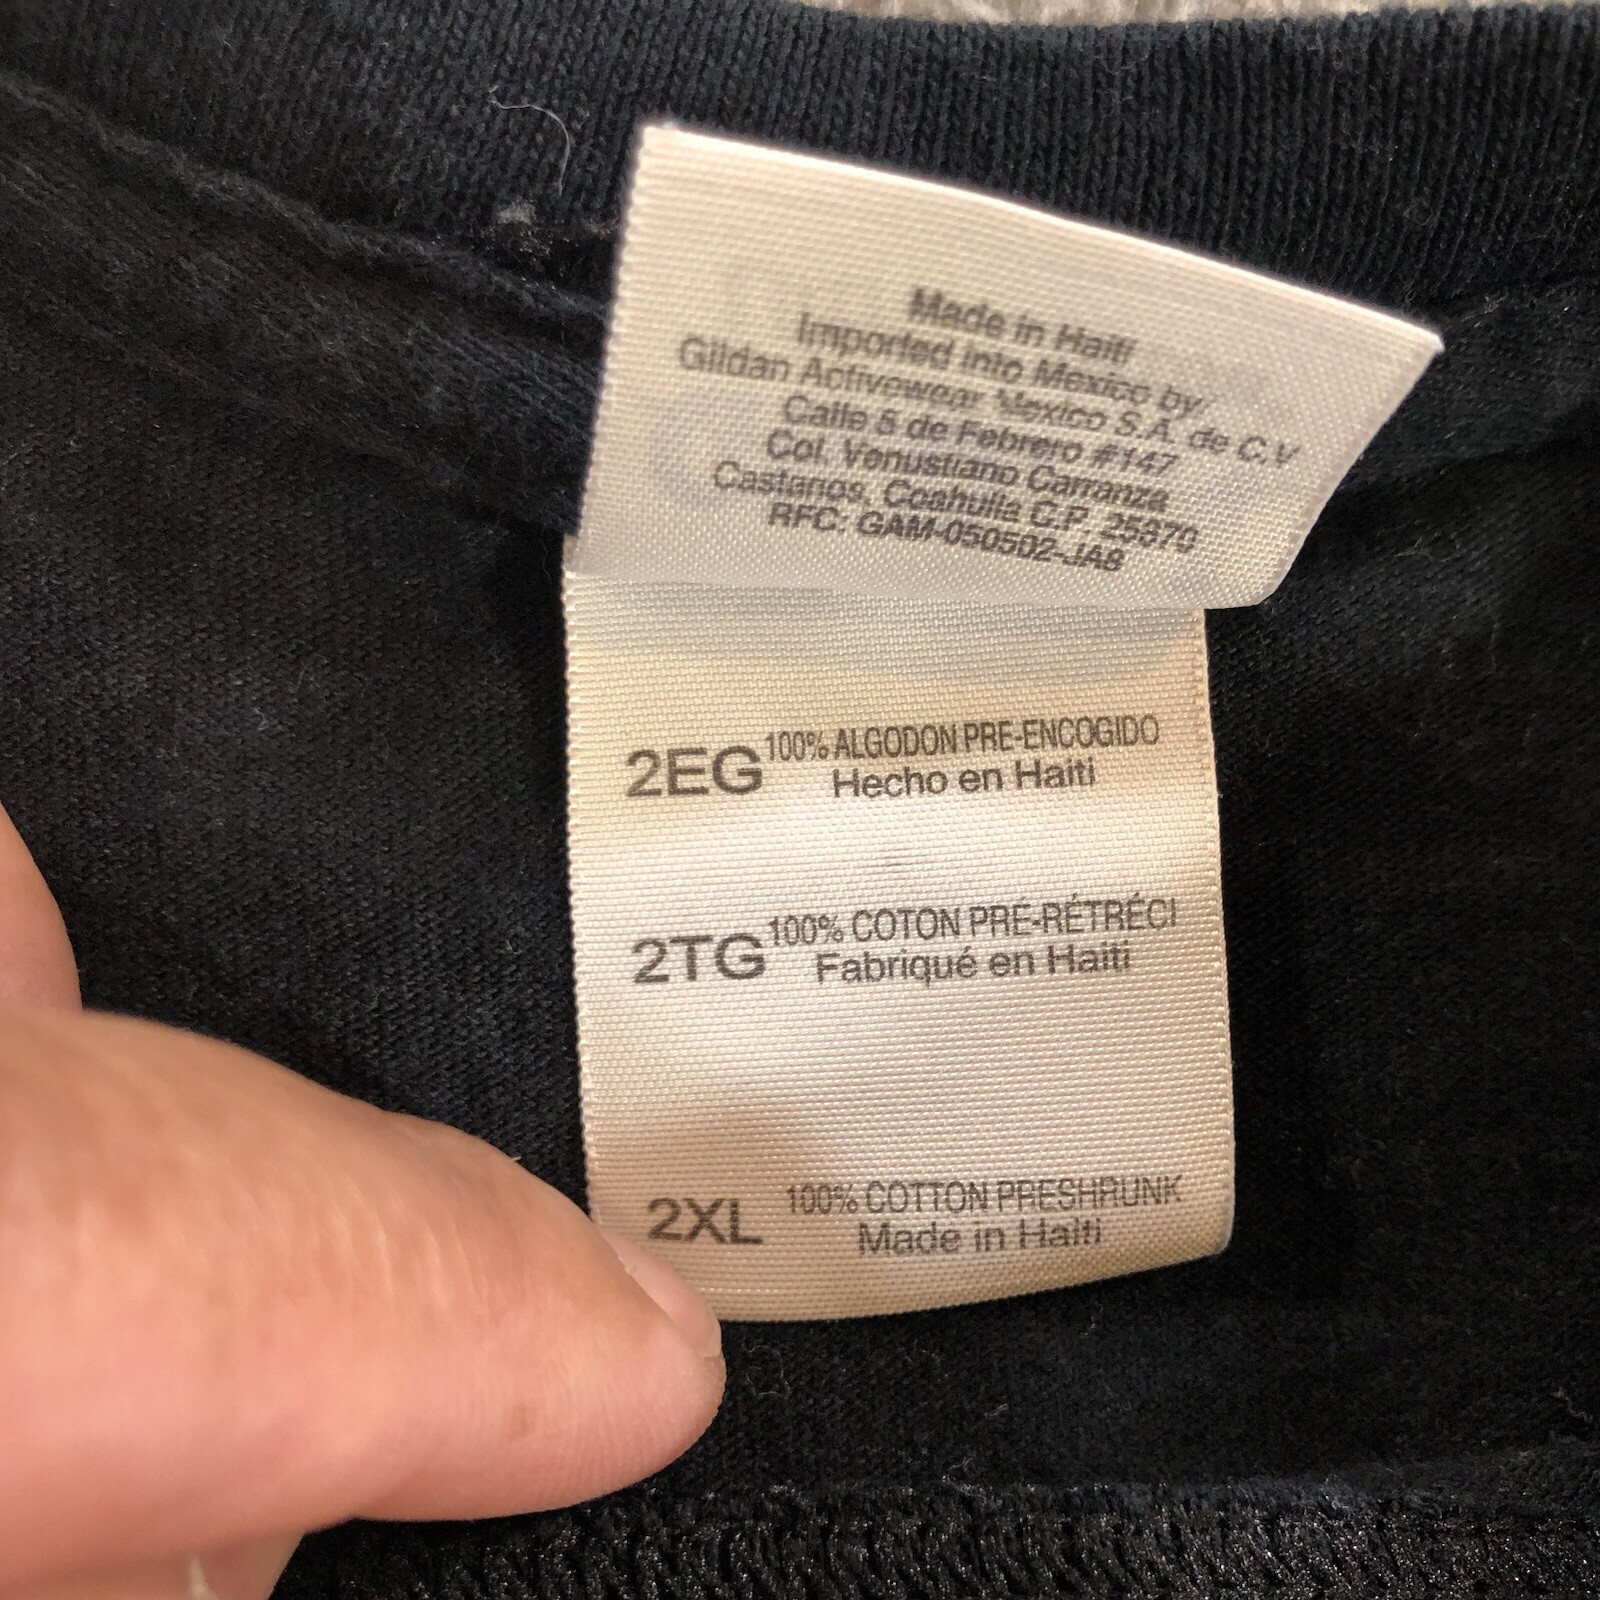 Made in Haiti
Imported into Mexico by
Gildan Activewear Mexico S.A. de C.V
Calle 5 de Febrero #147
Col. Venustiano Carranza
Castanos, Coahuila C.P. 25870
RFC: GAM-050502-JA8
2EG 100% ALGODON PRE-ENCOGIDO
Hecho en Haiti
2TG 100% COTON PRÉ-RÉTRÉCI
Fabriqué en Haiti
2XL 100% COTTON PRESHRUNK
Made in Haiti